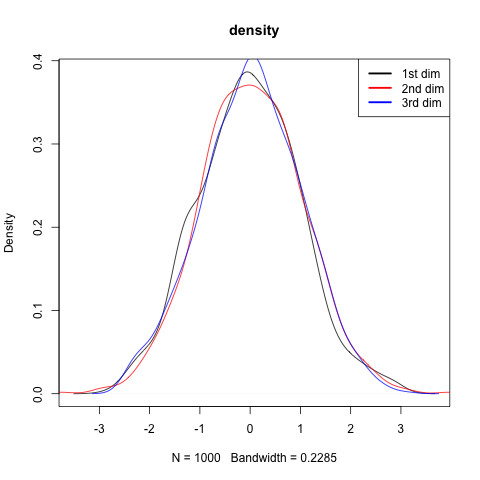 density
1st dim
2nd dim
3rd dim
Density
0.4
0.3
0.2
0.1
0.0
-3 -2 -1 0 1 2 3
N = 1000 Bandwidth = 0.2285